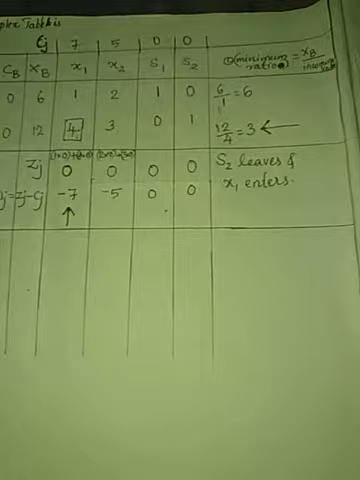 Cj 7 5 0 0
CB XB x1 x2 S1 S2 (minimum ratio) = XB
0 6 1 2 1 0 6/1 = 6
0 12 4 3 0 1 12/4 = 3 ←
Zj 0 0 0 0 S2 leaves &
= Zj - Cj -7 -5 0 0 x1 enters.
↑